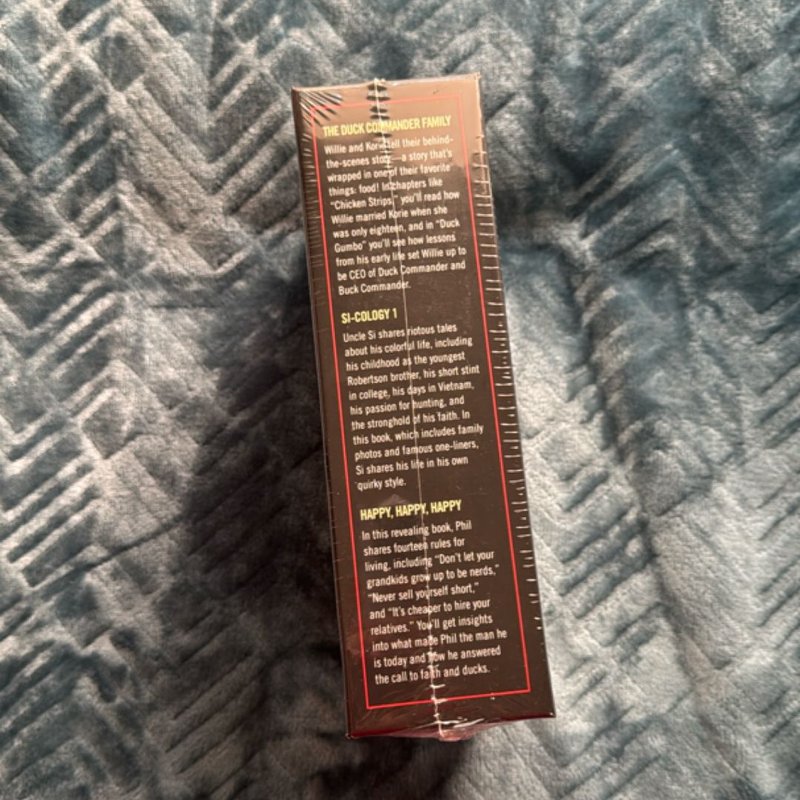 THE DUCK COMMANDER FAMILY
Willie and Korie tell their behind-
the-scenes story—a story that's
wrapped in one of their favorite
things: food! In chapters like
"Chicken Strips," you'll read how
Willie married Korie when she
was only eighteen, and in "Duck
Gumbo" you'll see how lessons
from his early life set Willie up to
be CEO of Duck Commander and
Buck Commander.
SI-COLOGY 1
Uncle Si shares riotous tales
about his colorful life, including
his childhood as the youngest
Robertson brother, his short stint
in college, his days in Vietnam,
his passion for hunting, and
the stronghold of his faith. In
this book, which includes family
photos and famous one-liners,
Si shares his life in his own
quirky style.
HAPPY, HAPPY, HAPPY
In this revealing book, Phil
shares fourteen rules for
living, including "Don't let your
grandkids grow up to be nerds,"
"Never sell yourself short,"
and "It's cheaper to hire your
relatives." You'll get insights
into what made Phil the man he
is today and how he answered
the call to faith and ducks.